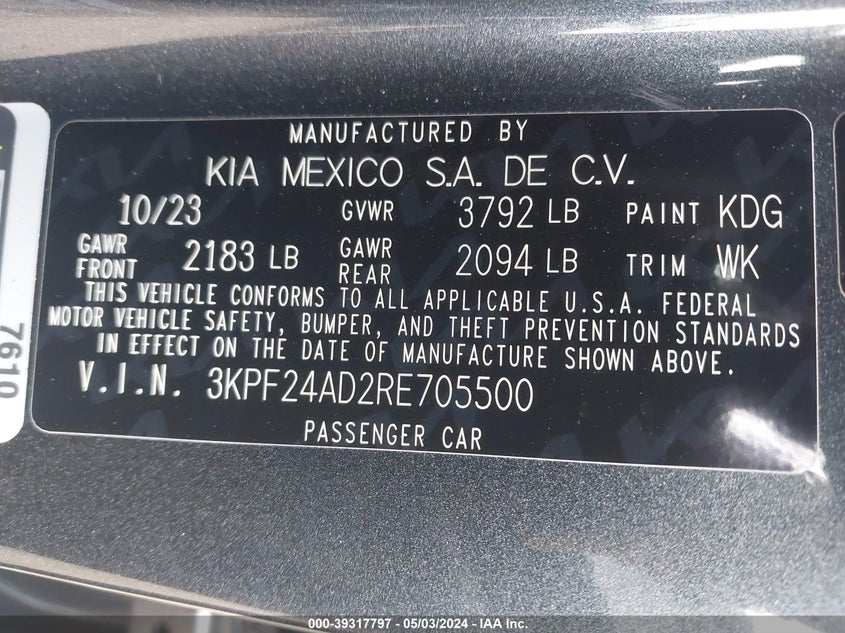 MANUFACTURED BY
KIA MEXICO S.A. DE C.V.
10/23 GVWR 3792 LB PAINT KDG
GAWR FRONT 2183 LB GAWR REAR 2094 LB TRIM WK
THIS VEHICLE CONFORMS TO ALL APPLICABLE U.S.A. FEDERAL
MOTOR VEHICLE SAFETY, BUMPER, AND THEFT PREVENTION STANDARDS
IN EFFECT ON THE DATE OF MANUFACTURE SHOWN ABOVE.
V.I.N. 3KPF24AD2RE705500
PASSENGER CAR
7610
000-39317797 - 05/03/2024 - IAA Inc.